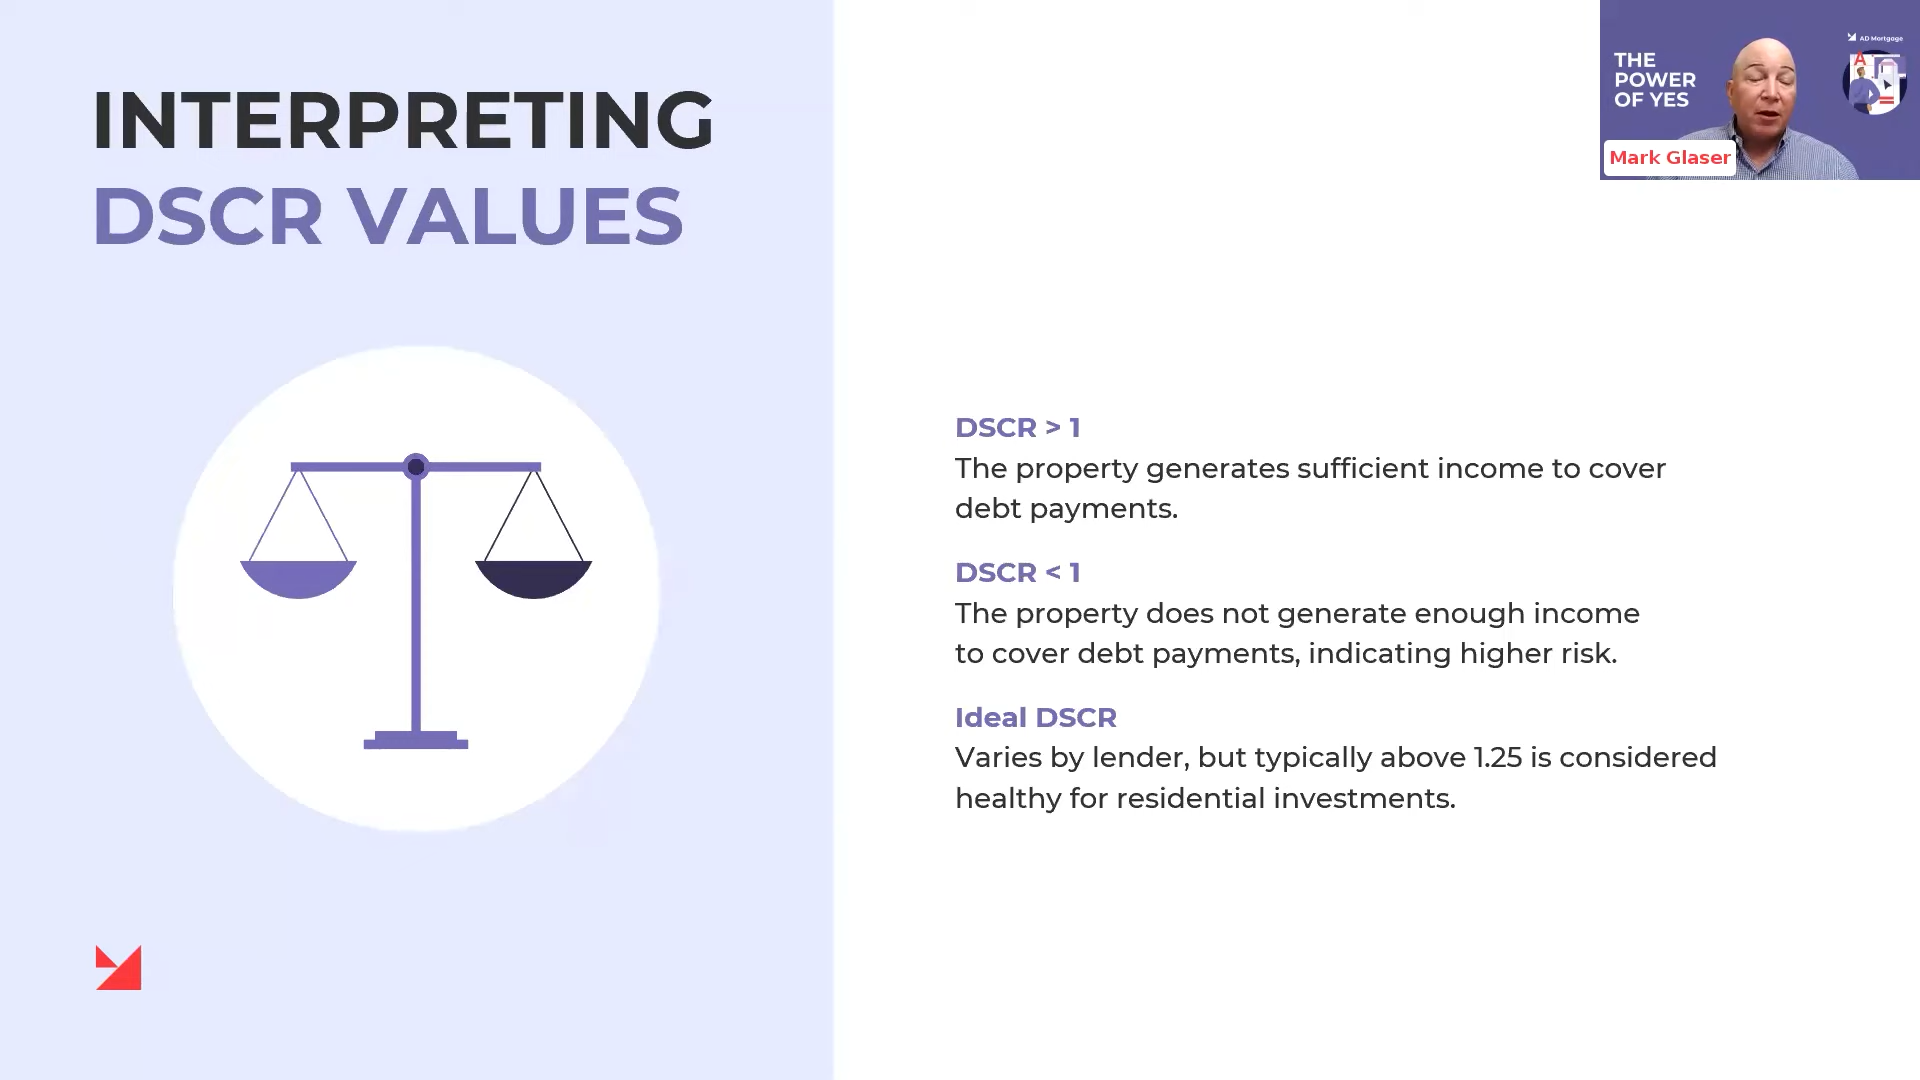 INTERPRETING
DSCR VALUES
DSCR > 1
The property generates sufficient income to cover
debt payments.
DSCR < 1
The property does not generate enough income
to cover debt payments, indicating higher risk.
Ideal DSCR
Varies by lender, but typically above 1.25 is considered
healthy for residential investments.
THE
POWER
OF YES
AD Mortgage
A
Mark Glaser